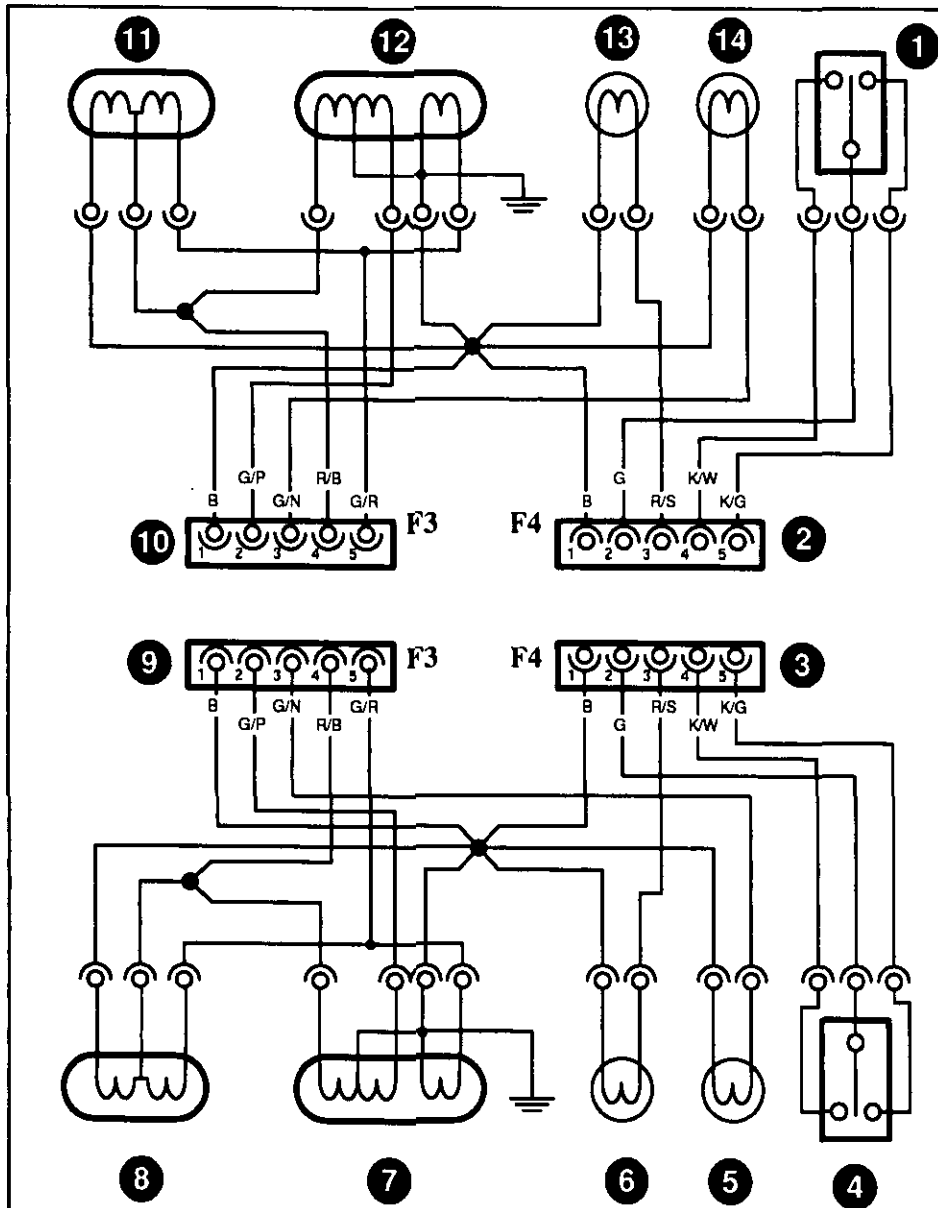 11 12 13 14 1
G/P R/B G K/W
B G/N G/R B R/S K/G
F3 F4
10 1 2 3 4 5 1 2 3 4 5 2
9 1 2 3 4 5 F3 F4 1 2 3 4 5 3
B G/N G/R B R/S K/G
G/P R/B G K/W
8 7 6 5 4